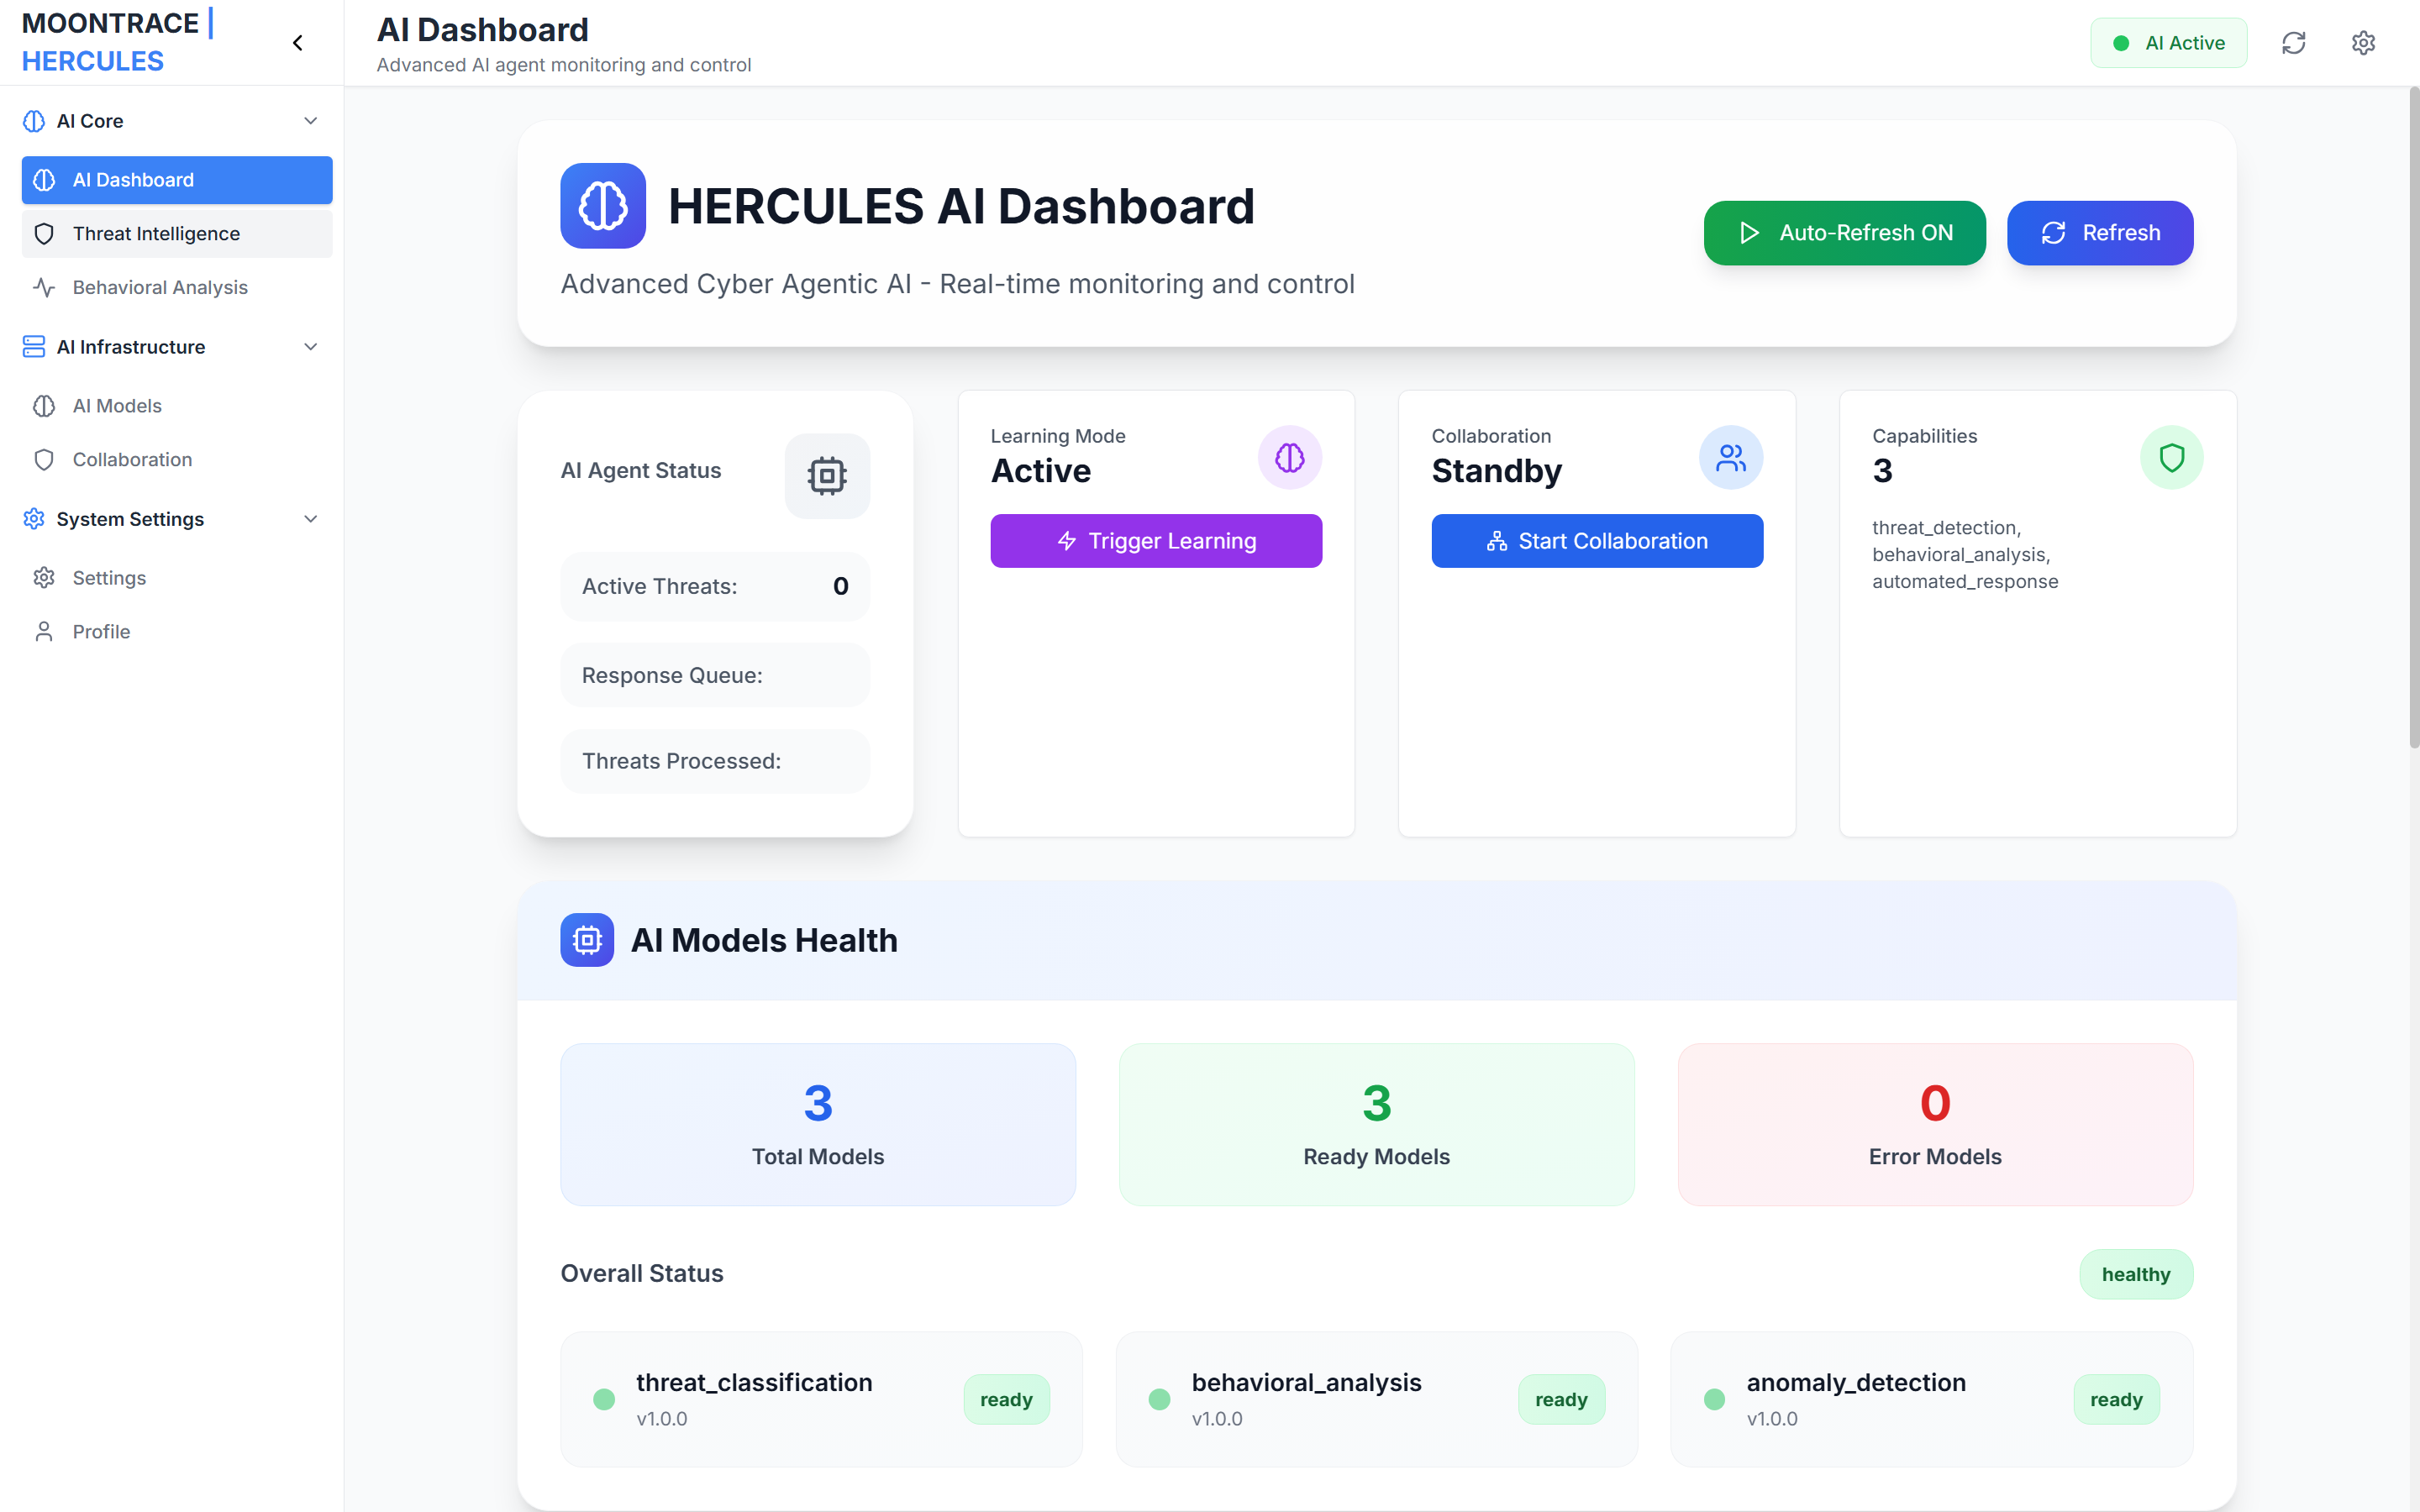 MOONTRACE |
HERCULES
AI Core
AI Dashboard
Threat Intelligence
Behavioral Analysis
AI Infrastructure
AI Models
Collaboration
System Settings
Settings
Profile
AI Dashboard
Advanced AI agent monitoring and control
AI Active
HERCULES AI Dashboard
Advanced Cyber Agentic AI - Real-time monitoring and control
Auto-Refresh ON
Refresh
AI Agent Status
Active Threats: 0
Response Queue:
Threats Processed:
Learning Mode
Active
Trigger Learning
Collaboration
Standby
Start Collaboration
Capabilities
3
threat_detection,
behavioral_analysis,
automated_response
AI Models Health
3
Total Models
3
Ready Models
0
Error Models
Overall Status
healthy
threat_classification
v1.0.0
ready
behavioral_analysis
v1.0.0
ready
anomaly_detection
v1.0.0
ready